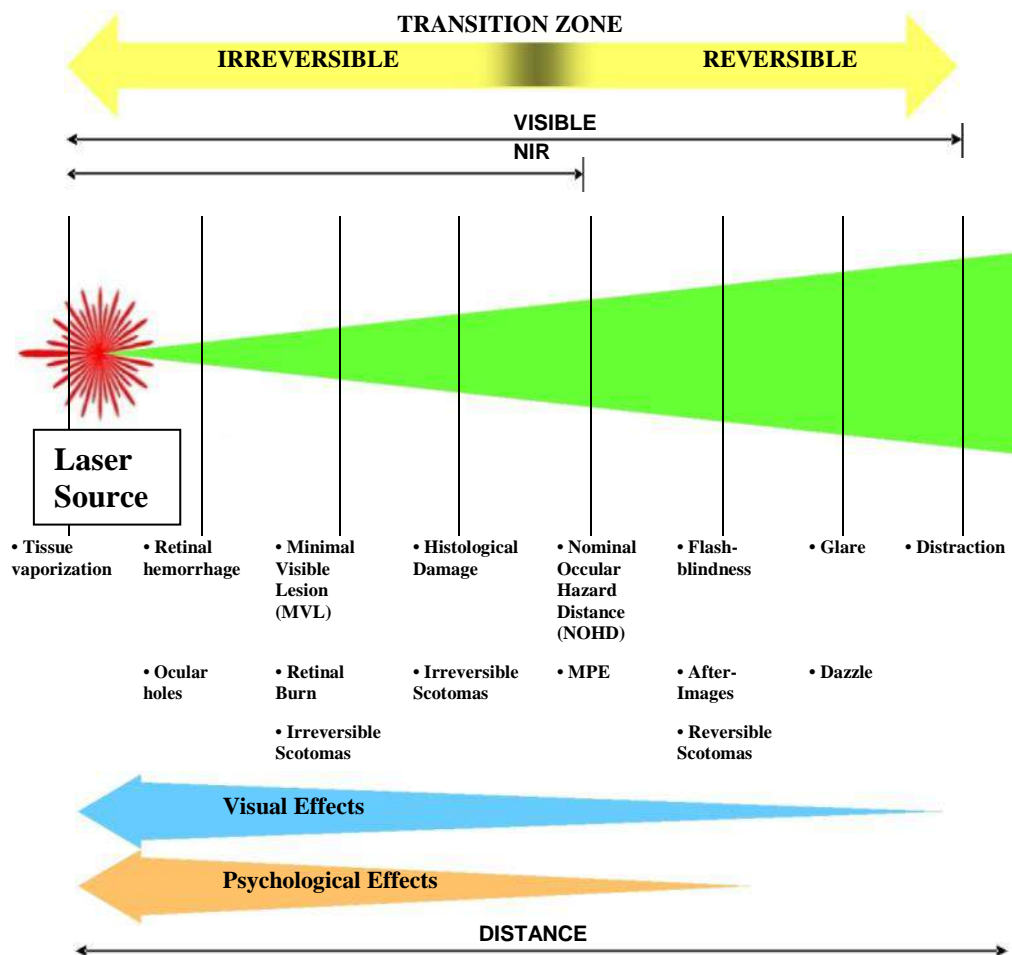 TRANSITION ZONE
IRREVERSIBLE
REVERSIBLE
VISIBLE
NIR
Laser
Source
• Tissue
vaporization
• Retinal
hemorrhage
• Minimal
Visible
Lesion
(MVL)
• Histological
Damage
• Nominal
Occular
Hazard
Distance
(NOHD)
• Flash-
blindness
• Glare
• Distraction
• Ocular
holes
• Retinal
Burn
• Irreversible
Scotomas
• MPE
• After-
Images
• Dazzle
• Irreversible
Scotomas
• Reversible
Scotomas
Visual Effects
Psychological Effects
DISTANCE